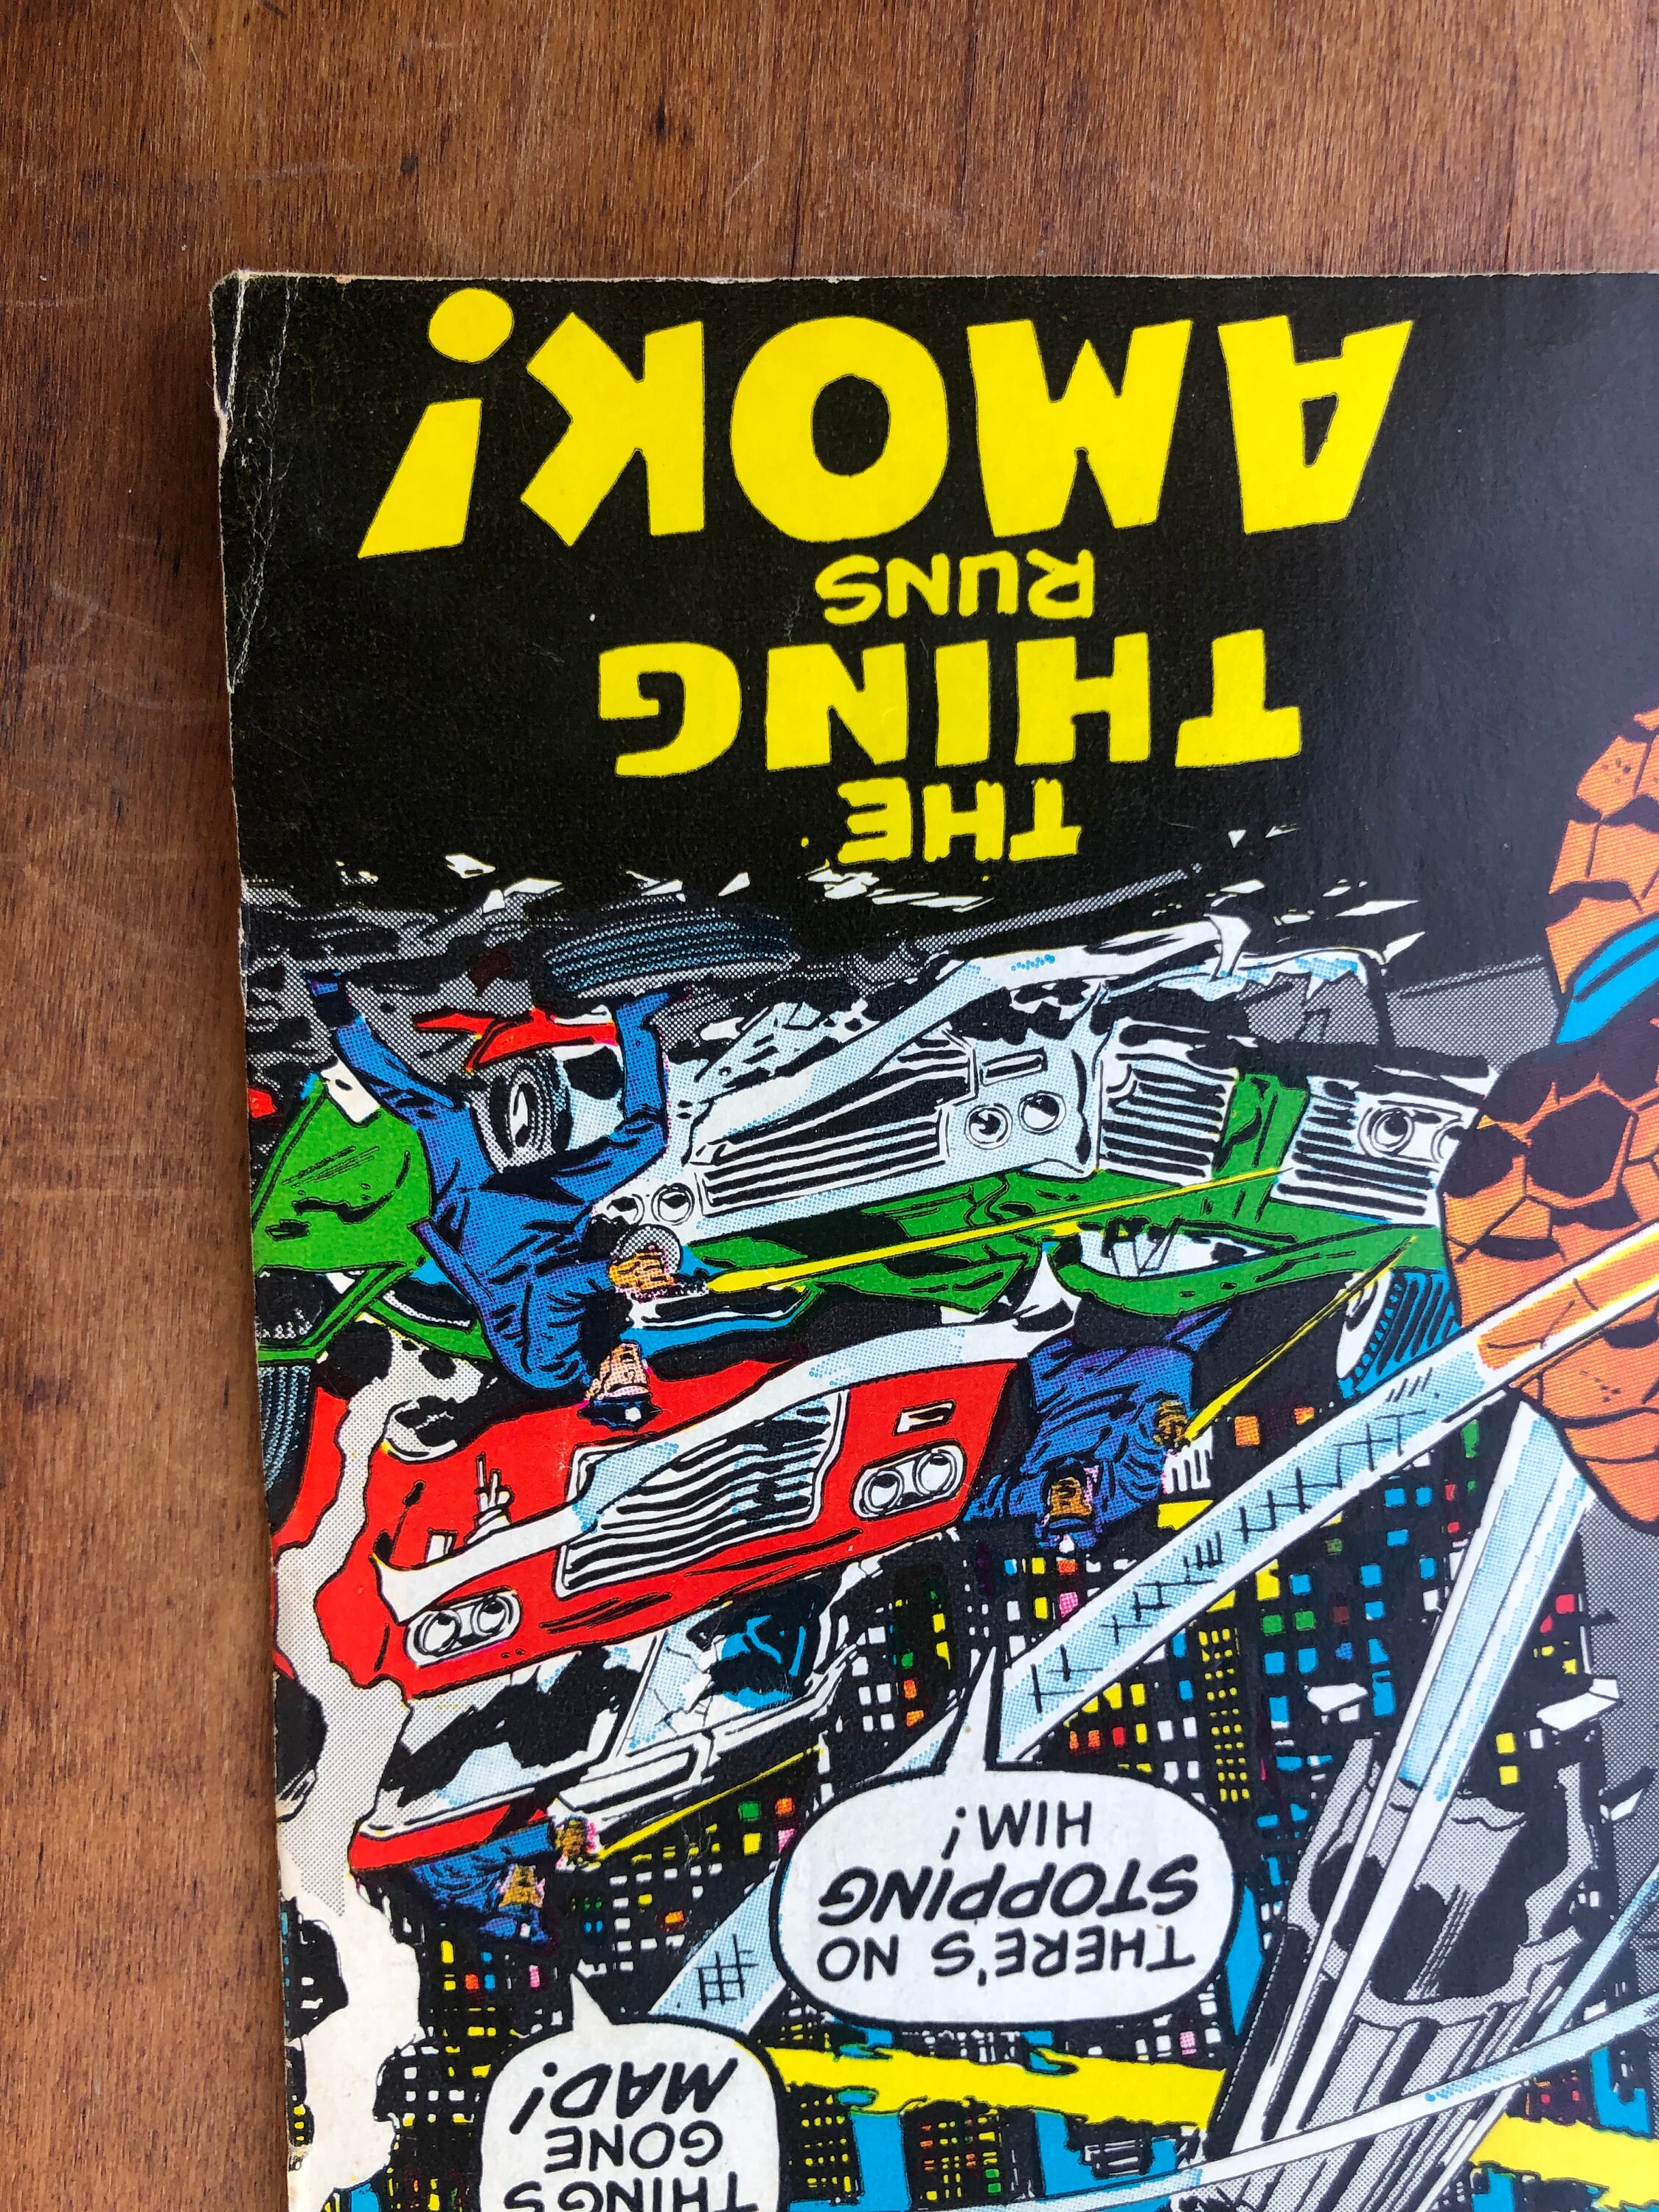 THING'S
GONE
MAD!
THERE'S NO
STOPPING
HIM!
THE
THING
RUNS
AMOK!